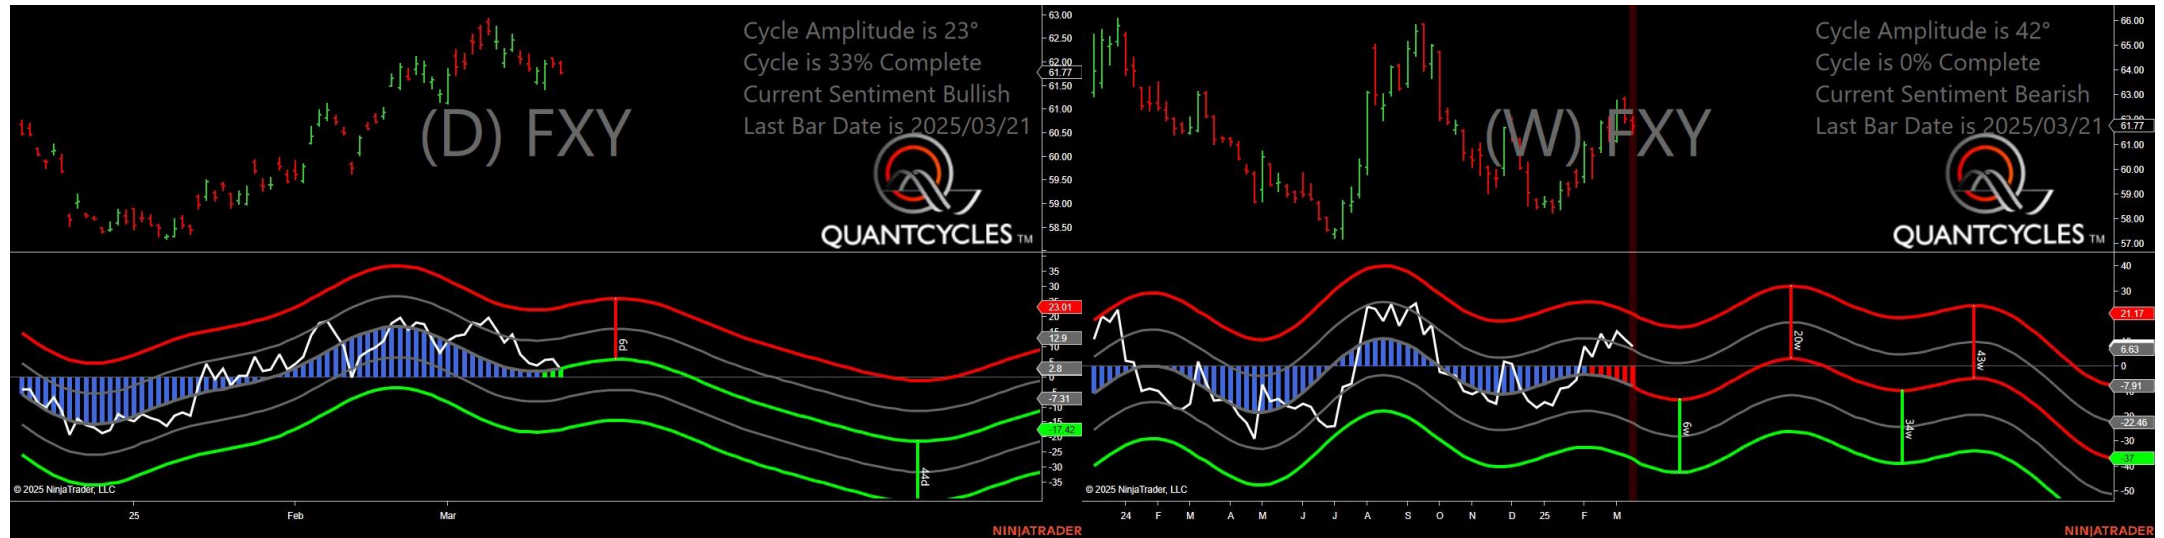 Cycle Amplitude is 23°
Cycle is 33% Complete
Current Sentiment Bullish
Last Bar Date is 2025/03/21
(D) FXY
QUANTCYCLES TM
63.00
62.50
62.00
61.77
61.50
61.00
60.50
60.00
59.50
59.00
58.50
35
30
23.01
20
15
12.9
10
5
2.8
0
-7.31
-10
-17.42
-20
-25
-30
-35
6d
44d
© 2025 NinjaTrader, LLC
25 Feb Mar
NINJATRADER
Cycle Amplitude is 42°
Cycle is 0% Complete
Current Sentiment Bearish
Last Bar Date is 2025/03/21
(W) FXY
QUANTCYCLES TM
66.00
65.00
64.00
63.00
61.77
61.00
60.00
59.00
58.00
57.00
40
30
21.17
6.63
0
-7.91
-22.46
-30
-37
-40
-50
20w
43w
6w
34w
© 2025 NinjaTrader, LLC
24 F M A M J J A S O N D 25 F M
NINJATRADER